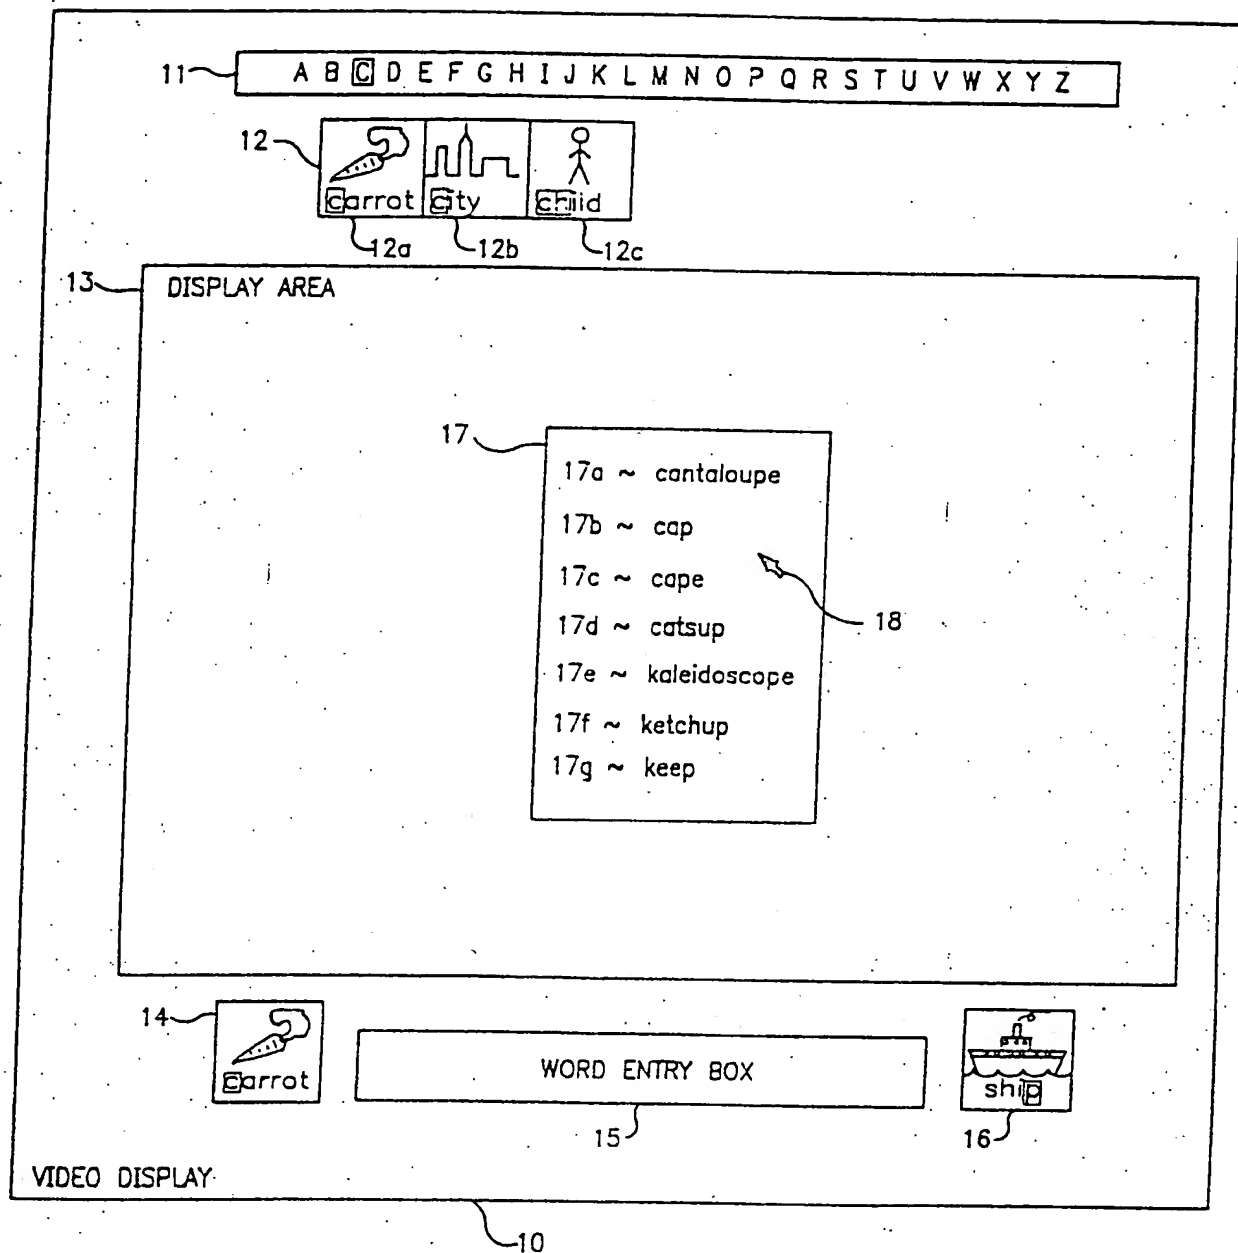 11 A B C D E F G H I J K L M N O P Q R S T U V W X Y Z
12
carrot city child
12a 12b 12c
13 DISPLAY AREA
17
17a ~ cantaloupe
17b ~ cap
17c ~ cape
18
17d ~ catsup
17e ~ kaleidoscope
17f ~ ketchup
17g ~ keep
14
carrot
WORD ENTRY BOX
ship
15
16
VIDEO DISPLAY
10